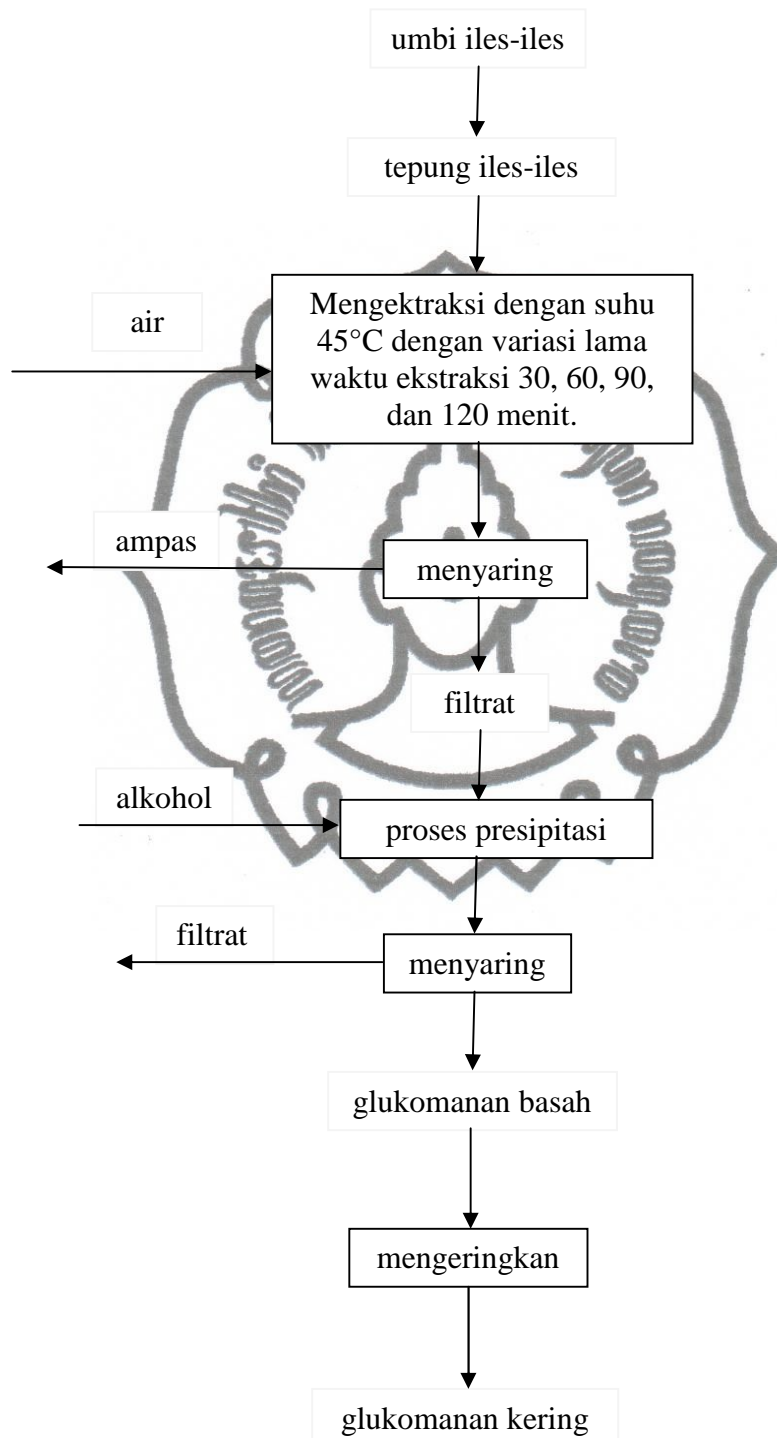 umbi iles-iles
tepung iles-iles
air
Mengektraksi dengan suhu
45°C dengan variasi lama
waktu ekstraksi 30, 60, 90,
dan 120 menit.
ampas
menyaring
filtrat
alkohol
proses presipitasi
filtrat
menyaring
glukomanan basah
mengeringkan
glukomanan kering